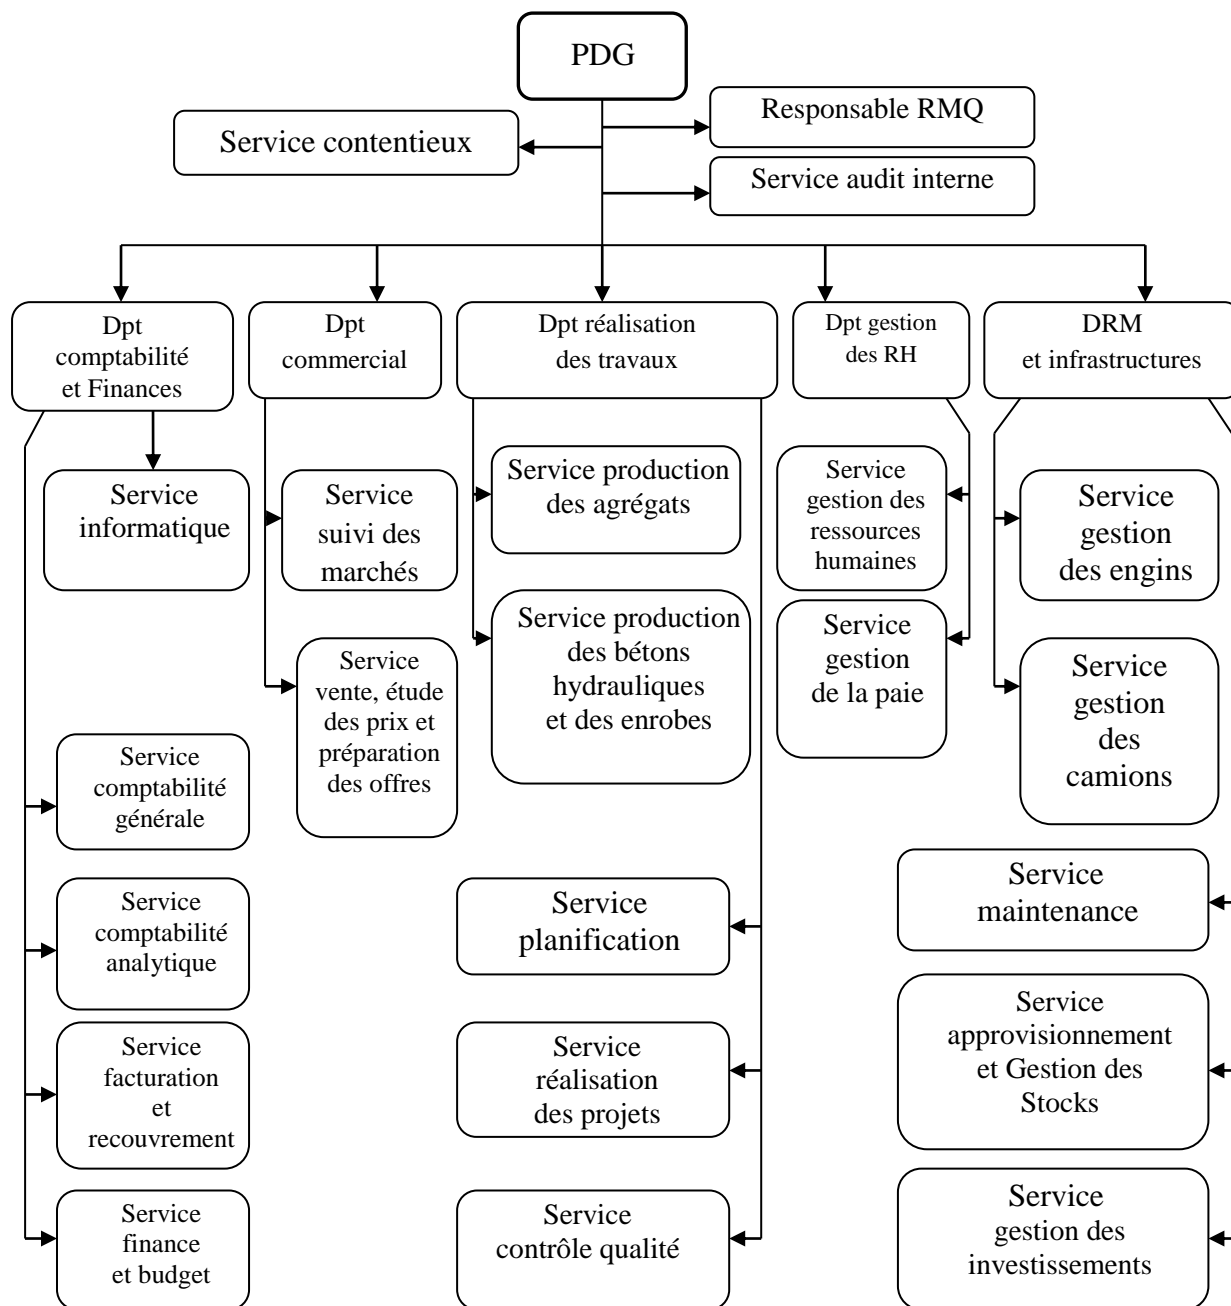 PDG
Responsable RMQ
Service contentieux
Service audit interne
Dpt
comptabilité
et Finances
Dpt
commercial
Dpt réalisation
des travaux
Dpt gestion
des RH
DRM
et infrastructures
Service
informatique
Service
suivi des
marchés
Service production
des agrégats
Service
gestion des
ressources
humaines
Service
gestion
des engins
Service
vente, étude
des prix et
préparation
des offres
Service production
des bétons
hydrauliques
et des enrobes
Service
gestion
de la paie
Service
gestion
des
camions
Service
comptabilité
générale
Service
comptabilité
analytique
Service
planification
Service
maintenance
Service
facturation
et
recouvrement
Service
réalisation
des projets
Service
approvisionnement
et Gestion des
Stocks
Service
finance
et budget
Service
contrôle qualité
Service
gestion des
investissements